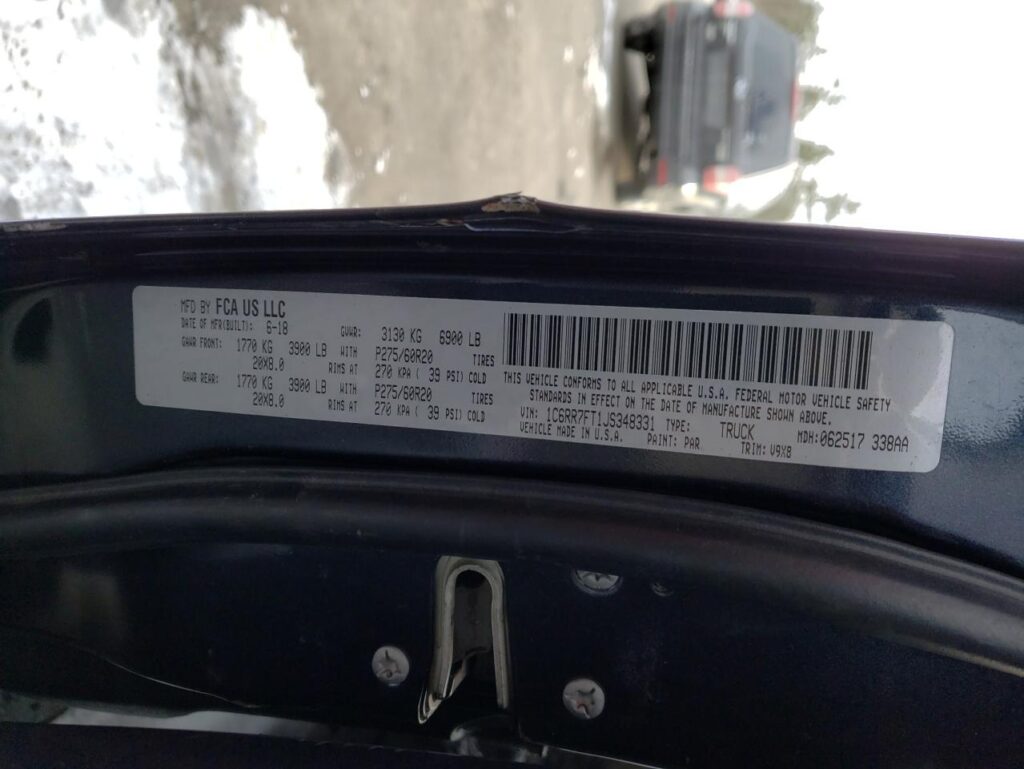 MFD BY FCA US LLC
DATE OF MFR(BUILT): 6-18 GVWR: 3130 KG 6900 LB
GAWR FRONT: 1770 KG 3900 LB WITH P275/60R20 TIRES
20X8.0 RIMS AT 270 KPA ( 39 PSI) COLD
GAWR REAR: 1770 KG 3900 LB WITH P275/60R20 TIRES
20X8.0 RIMS AT 270 KPA ( 39 PSI) COLD
THIS VEHICLE CONFORMS TO ALL APPLICABLE U.S.A. FEDERAL MOTOR VEHICLE SAFETY
STANDARDS IN EFFECT ON THE DATE OF MANUFACTURE SHOWN ABOVE.
VIN: 1C6RR7FT1JS348331 TYPE: TRUCK MDH:062517 338AA
VEHICLE MADE IN U.S.A. PAINT: PAR TRIM: V9X8